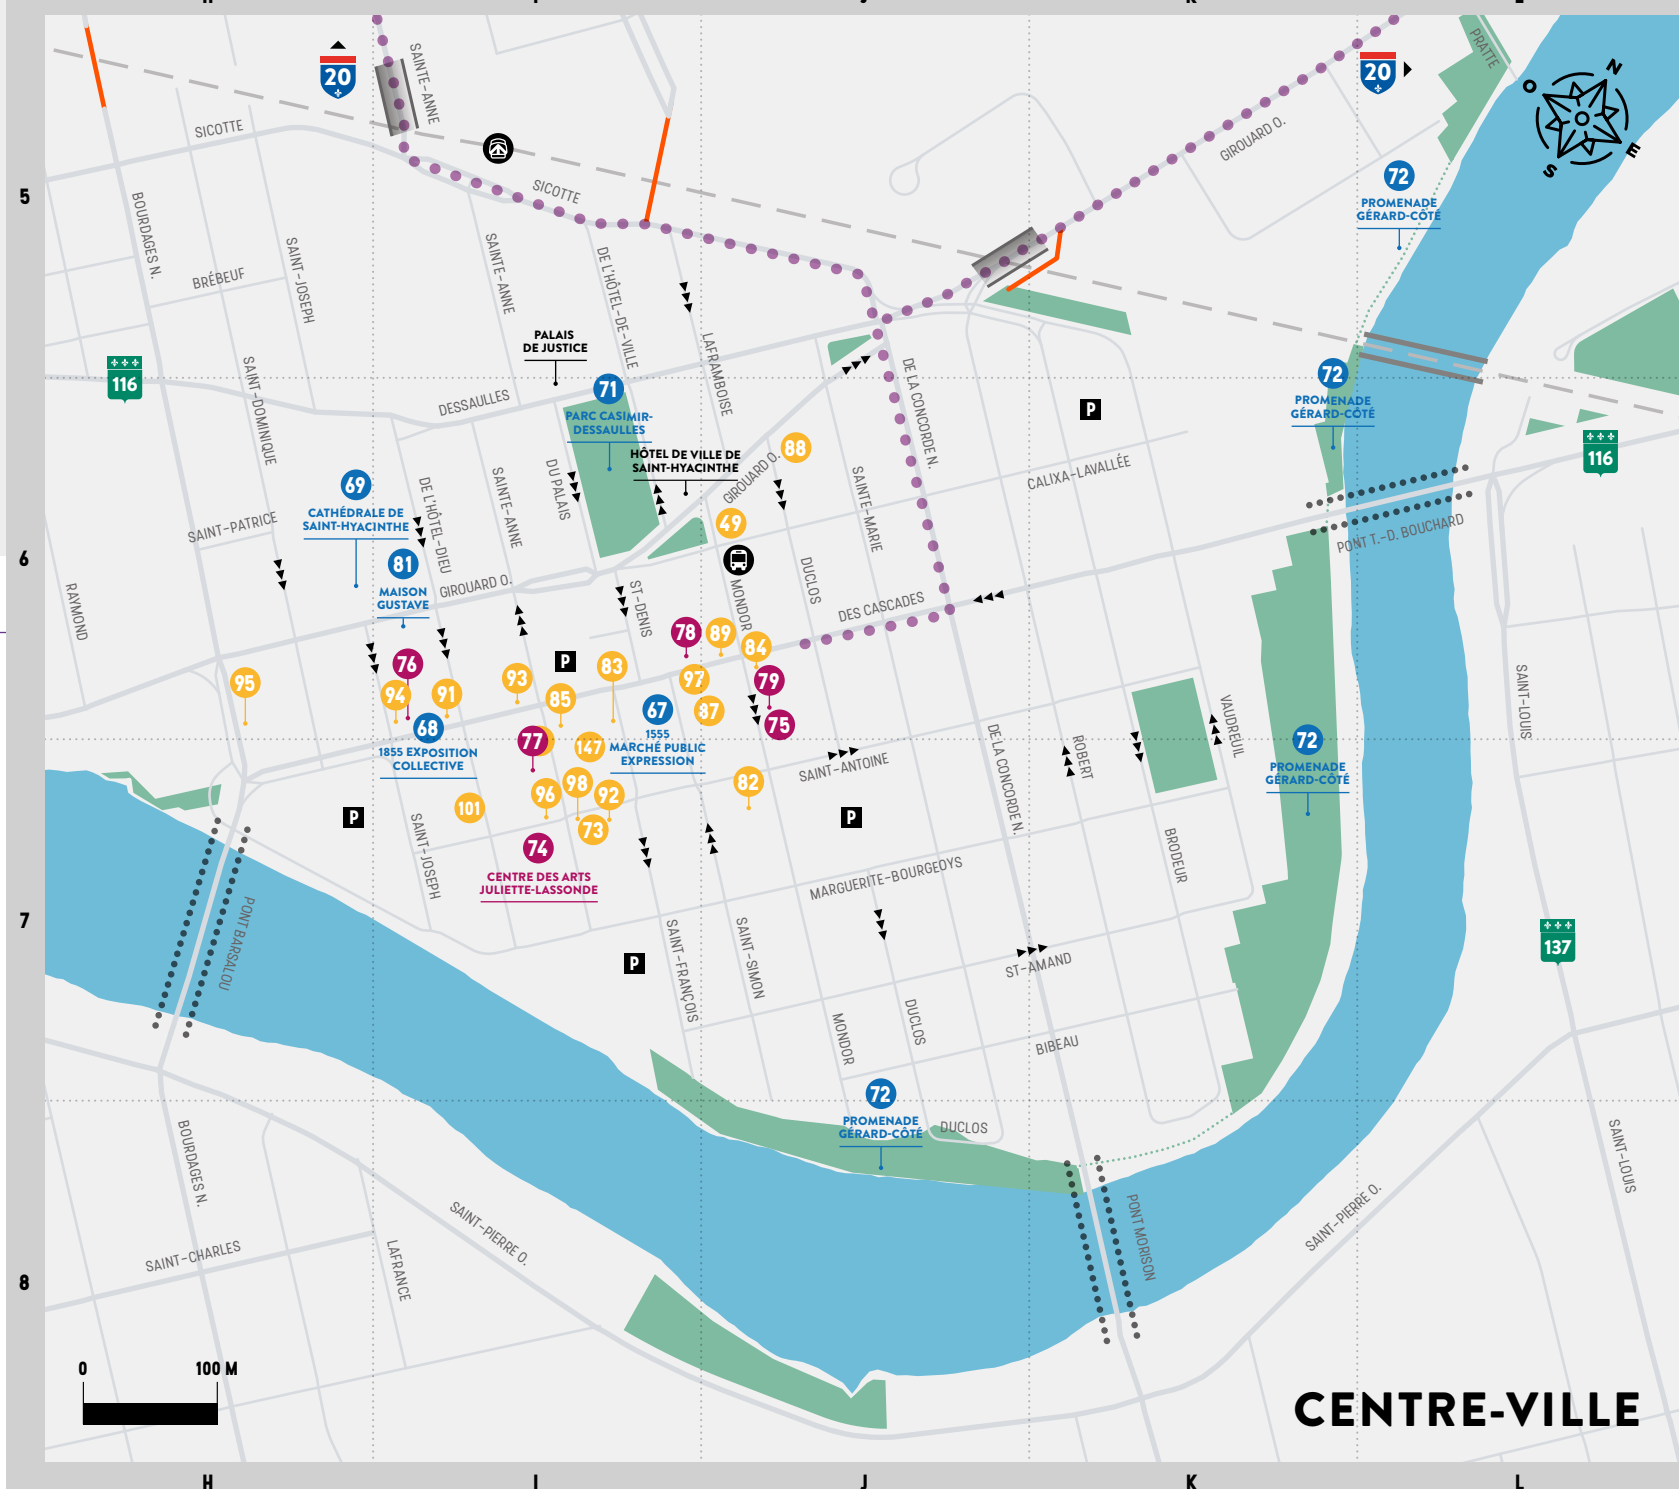 20
SAINTE-ANNE
20
PRATTE
N
O
E
S
SICOTTE
GIROUARD O.
5
SICOTTE
72
PROMENADE
GÉRARD-CÔTÉ
BOURDAGES N.
SAINT-JOSEPH
BRÉBEUF
SAINTE-ANNE
DE L'HÔTEL-DE-VILLE
PALAIS
DE JUSTICE
LAFRAMBOISE
116
SAINT-DOMINIQUE
DESSAULLES
71
PARC CASIMIR-
DESSAULLES
DE LA CONCORDE N.
P
72
PROMENADE
GÉRARD-CÔTÉ
116
88
HÔTEL DE VILLE DE
SAINT-HYACINTHE
GIROUARD O.
CALIXA-LAVALLÉE
69
CATHÉDRALE DE
SAINT-HYACINTHE
DE L'HÔTEL-DIEU
SAINTE-ANNE
DU PALAIS
SAINTE-MARIE
49
SAINT-PATRICE
PONT T.-D. BOUCHARD
6
81
MAISON
GUSTAVE
GIROUARD O.
ST-DENIS
MONDOR
DUCLOS
DES CASCADES
RAYMOND
78
89
84
76
P
83
93
97
79
95
94
91
85
67
87
75
68
1855 EXPOSITION
COLLECTIVE
77
147
1555
MARCHÉ PUBLIC
EXPRESSION
SAINT-ANTOINE
DE LA CONCORDE N.
ROBERT
VAUDREUIL
72
PROMENADE
GÉRARD-CÔTÉ
SAINT-LOUIS
98
82
96
92
101
73
P
P
SAINT-JOSEPH
74
CENTRE DES ARTS
JULIETTE-LASSONDE
MARGUERITE-BOURGEOYS
BRODEUR
7
PONT BARSALOU
P
SAINT-FRANÇOIS
SAINT-SIMON
ST-AMAND
137
MONDOR
DUCLOS
BIBEAU
72
PROMENADE
GÉRARD-CÔTÉ
DUCLOS
BOURDAGES N.
SAINT-LOUIS
SAINT-PIERRE O.
PONT MORISON
SAINT-PIERRE O.
SAINT-CHARLES
LAFRANCE
8
0 100 M
CENTRE-VILLE
H I J K L